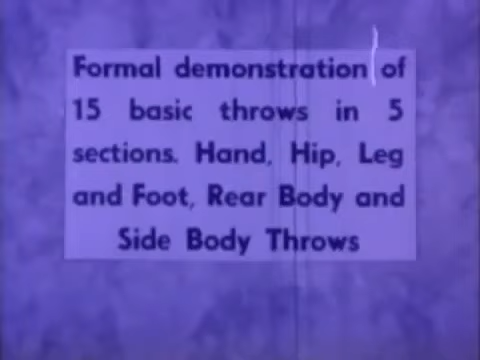 Formal demonstration of
15 basic throws in 5
sections. Hand, Hip, Leg
and Foot, Rear Body and
Side Body Throws